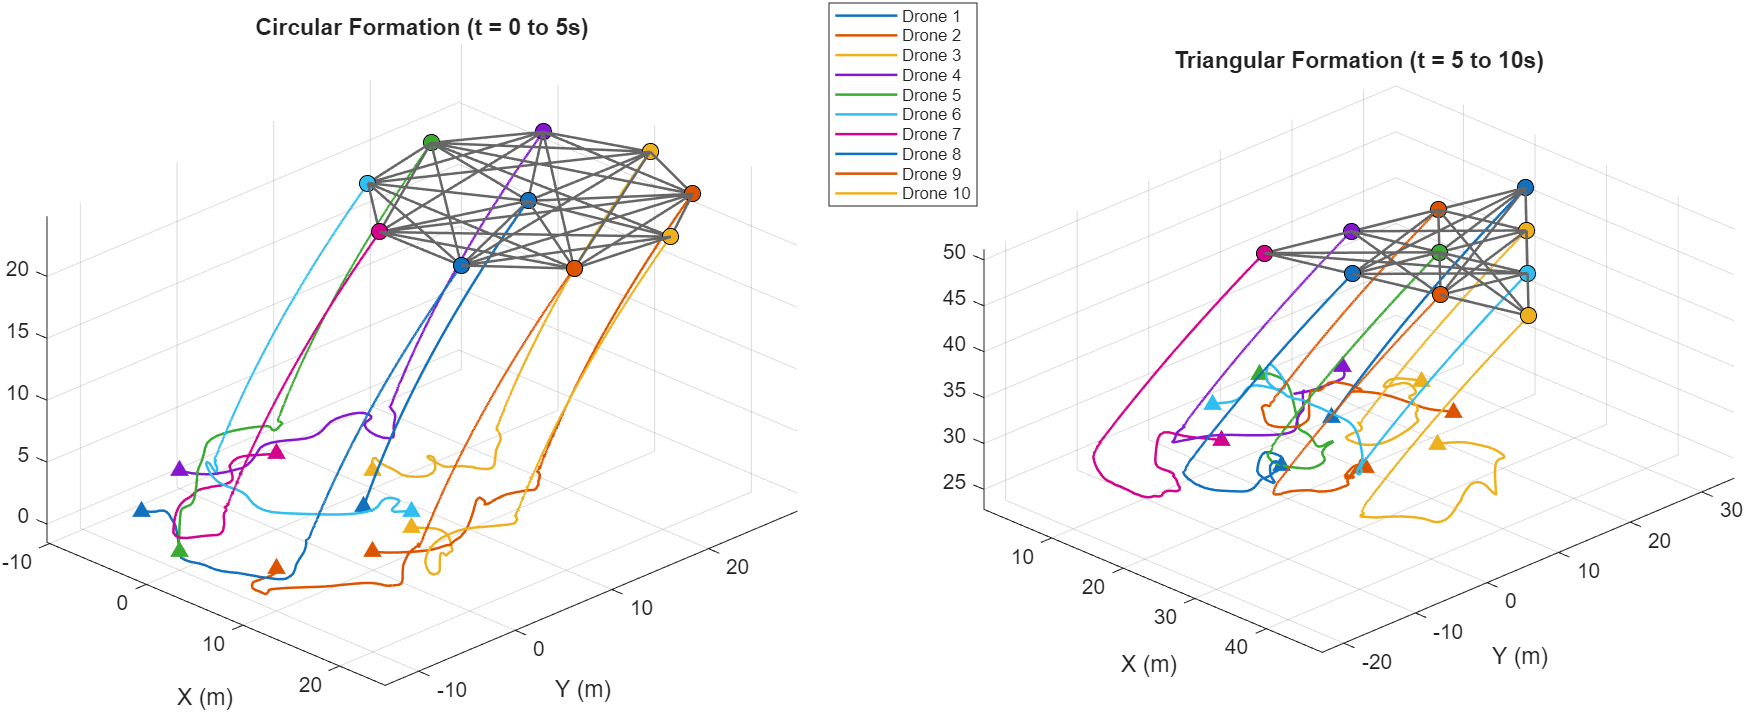 Circular Formation (t = 0 to 5s)
20
15
10
5
0
-10
0
10
20
X (m)
-10
0
10
20
Y (m)
Drone 1
Drone 2
Drone 3
Drone 4
Drone 5
Drone 6
Drone 7
Drone 8
Drone 9
Drone 10
Triangular Formation (t = 5 to 10s)
50
45
40
35
30
25
10
20
30
40
X (m)
-20
-10
0
10
20
30
Y (m)